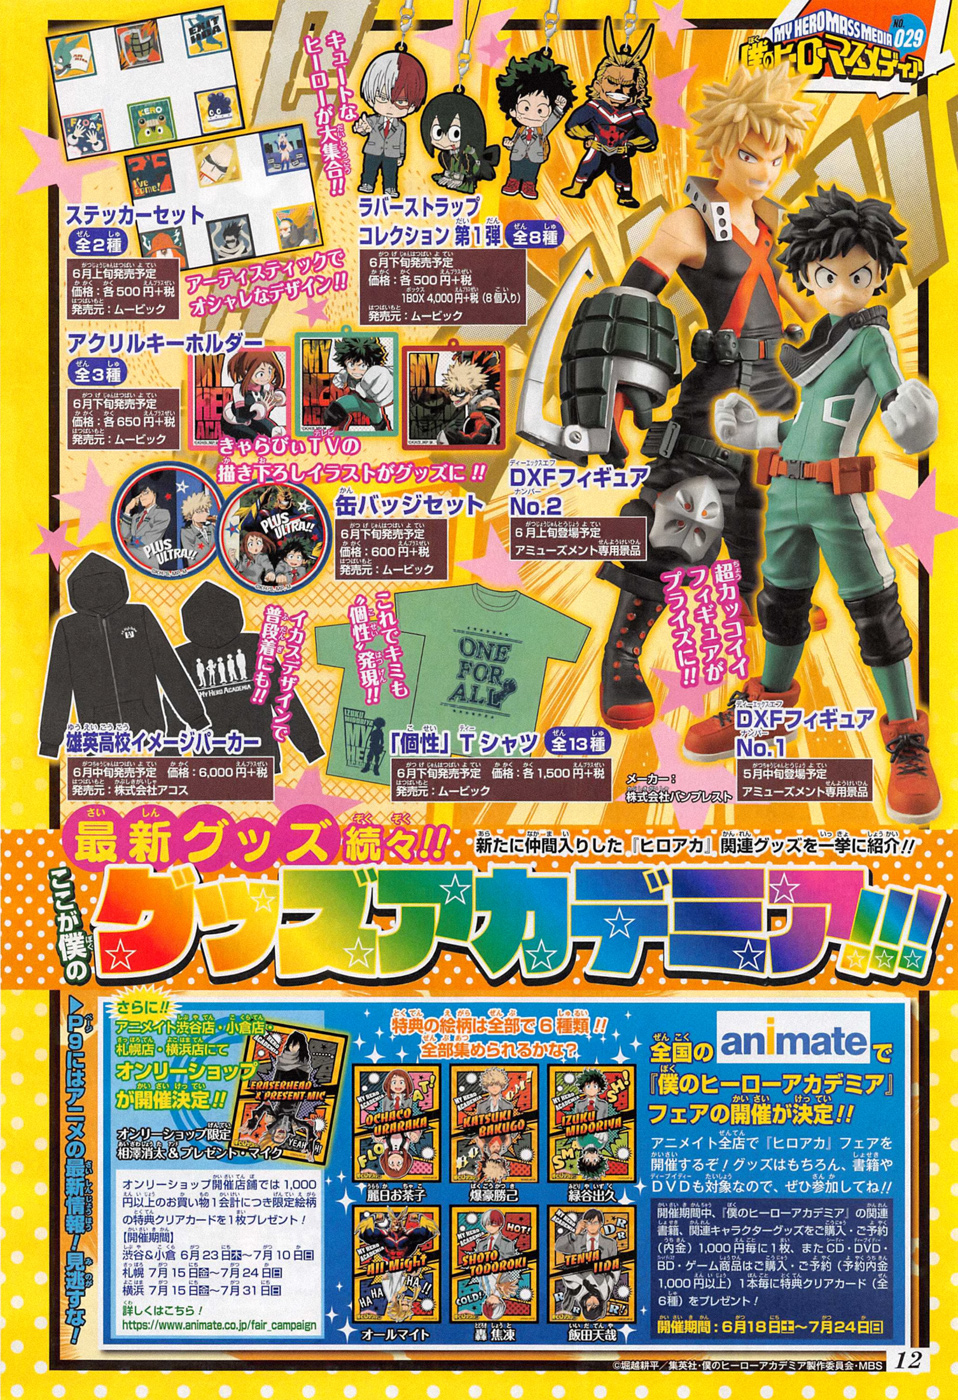 MY HERO MASS MEDIA NO.029
僕のヒーローマスメディア
キュートなヒーローが大集合!!
ステッカーセット
全2種
6月上旬発売予定
価格：各500円+税
発売元：ムービック
アーティスティックで
オシャレなデザイン!!
ラバーストラップ
コレクション 第1弾 全8種
6月下旬発売予定
価格：各500円+税
1BOX 4,000円+税（8個入り）
発売元：ムービック
アクリルキーホルダー
全3種
6月下旬発売予定
価格：各650円+税
発売元：ムービック
きゃらびぃTVの
描き下ろしイラストがグッズに!!
PLUS ULTRA!!
PLUS ULTRA!!
缶バッジセット
6月下旬発売予定
価格：600円+税
発売元：ムービック
DXFフィギュア
No.2
6月上旬登場予定
アミューズメント専用景品
超カッコイイ
フィギュアが
プライズに!!
DXFフィギュア
No.1
5月中旬登場予定
アミューズメント専用景品
メーカー：
株式会社バンプレスト
イカスデザインで
普段着にも!!
MY HERO ACADEMIA
雄英高校イメージパーカー
6月中旬発売予定 価格：6,000円+税
発売元：株式会社アコス
これでキミも
"個性"発現!!
ONE
FOR
ALL
IZUKU
MIDORIYA
「個性」Tシャツ 全13種
6月下旬発売予定 価格：各1,500円+税
発売元：ムービック
最新グッズ続々!!
新たに仲間入りした『ヒロアカ』関連グッズを一挙に紹介!!
ここが僕の
グッズアカデミア!!!
▶P9にはアニメの最新情報！見逃すな！
さらに!!
アニメイト渋谷店・小倉店・
札幌店・横浜店にて
オンリーショップ
が開催決定!!
オンリーショップ限定
相澤消太＆プレゼント・マイク
ERASERHEAD
X PRESENT MIC
YEAH!
オンリーショップ開催店舗では1,000
円以上のお買い物1会計につき限定絵柄
の特典クリアカードを1枚プレゼント！
【開催期間】
渋谷&小倉 6月23日㊍〜7月10日㊐
札幌 7月15日㊎〜7月24日㊐
横浜 7月15日㊎〜7月31日㊐
詳しくはこちら！
https://www.animate.co.jp/fair_campaign
特典の絵柄は全部で6種類!!
全部集められるかな?
OCHACO
URARAKA
麗日お茶子
KATSUKI
BAKUGO
爆豪勝己
IZUKU
MIDORIYA
緑谷出久
All Might
HA HA HA
オールマイト
HOT!
SHOTO
TODOROKI
COLD!
轟 焦凍
TENYA
IIDA
飯田天哉
全国のanimateで
『僕のヒーローアカデミア』
フェアの開催が決定!!
アニメイト全店で『ヒロアカ』フェアを
開催するぞ！グッズはもちろん、書籍や
DVDも対象なので、ぜひ参加してね!!
開催期間中、『僕のヒーローアカデミア』の関連
書籍、関連キャラクターグッズをご購入・ご予約
（内金）1,000円毎に1枚、またCD・DVD・
BD・ゲーム商品はご購入・ご予約（予約内金
1,000円以上）1本毎に特典クリアカード（全
6種）をプレゼント！
開催期間：6月18日㊏〜7月24日㊐
©堀越耕平／集英社・僕のヒーローアカデミア製作委員会・MBS
12